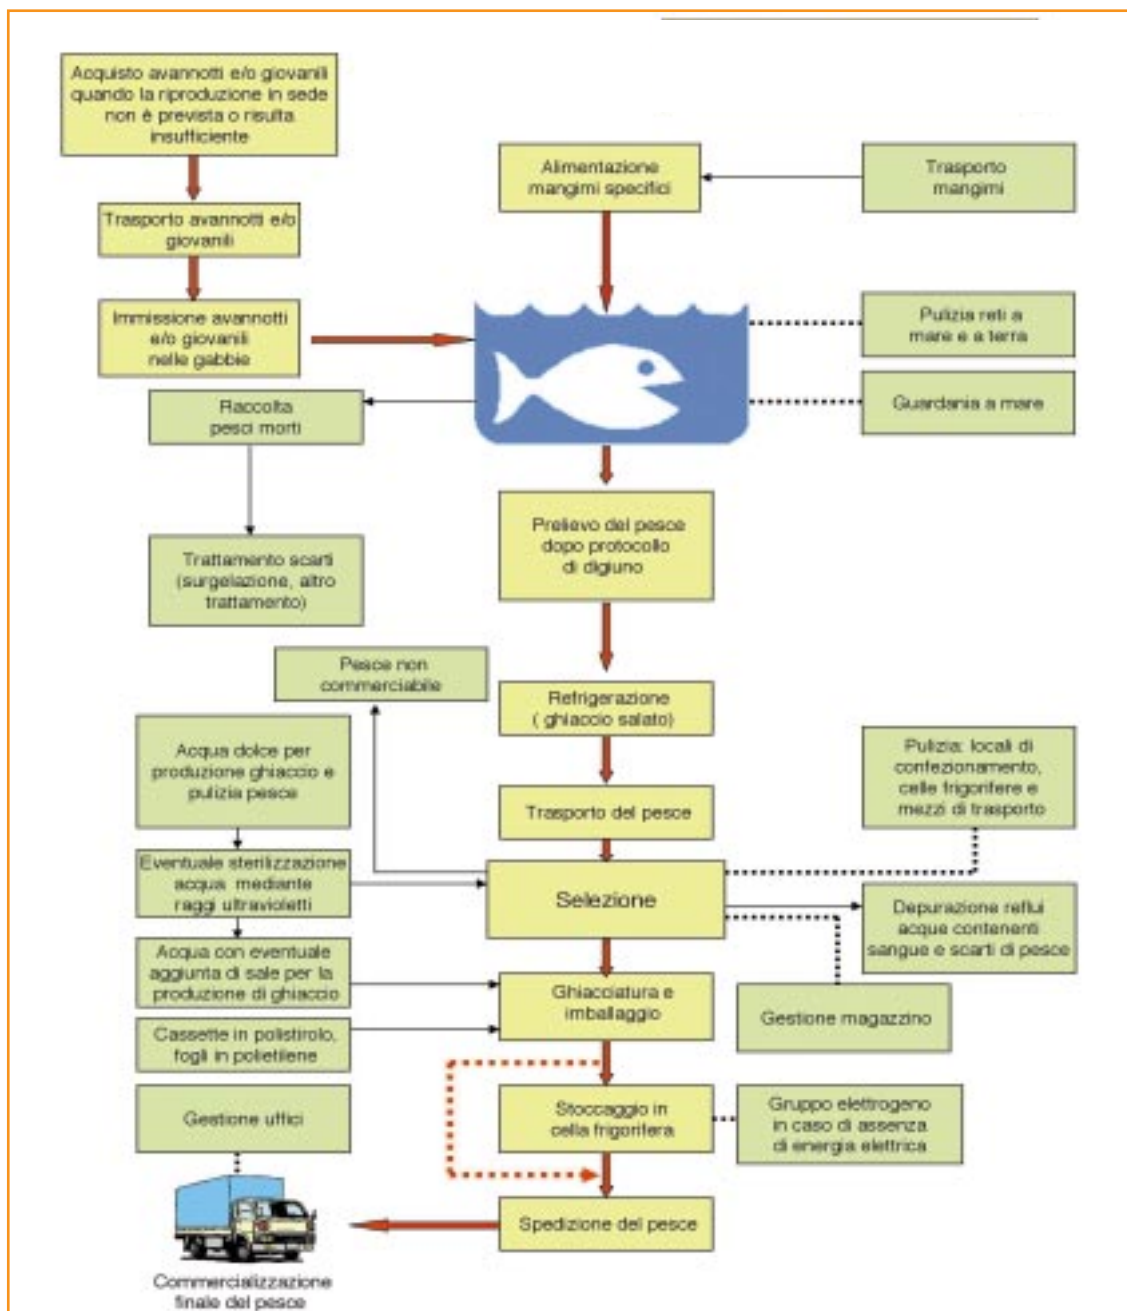 Acquisto avannotti e/o giovanili
quando la riproduzione in sede
non è prevista o risulta
insufficiente
Trasporto avannotti e/o
giovanili
Immissione avannotti
e/o giovanili
nelle gabbie
Alimentazione
mangimi specifici
Trasporto
mangimi
Pulizia reti a
mare e a terra
Guardania a mare
Raccolta
pesci morti
Trattamento scarti
(surgelazione, altro
trattamento)
Prelievo del pesce
dopo protocollo
di digiuno
Pesce non
commerciabile
Refrigerazione
( ghiaccio salato)
Acqua dolce per
produzione ghiaccio e
pulizia pesce
Trasporto del pesce
Pulizia: locali di
confezionamento,
celle frigorifere e
mezzi di trasporto
Eventuale sterilizzazione
acqua mediante
raggi ultravioletti
Selezione
Depurazione reflui
acque contenenti
sangue e scarti di pesce
Acqua con eventuale
aggiunta di sale per la
produzione di ghiaccio
Ghiacciatura e
imballaggio
Gestione magazzino
Cassette in polistirolo,
fogli in polietilene
Gestione uffici
Stoccaggio in
cella frigorifera
Gruppo elettrogeno
in caso di assenza
di energia elettrica
Spedizione del pesce
Commercializzazione
finale del pesce